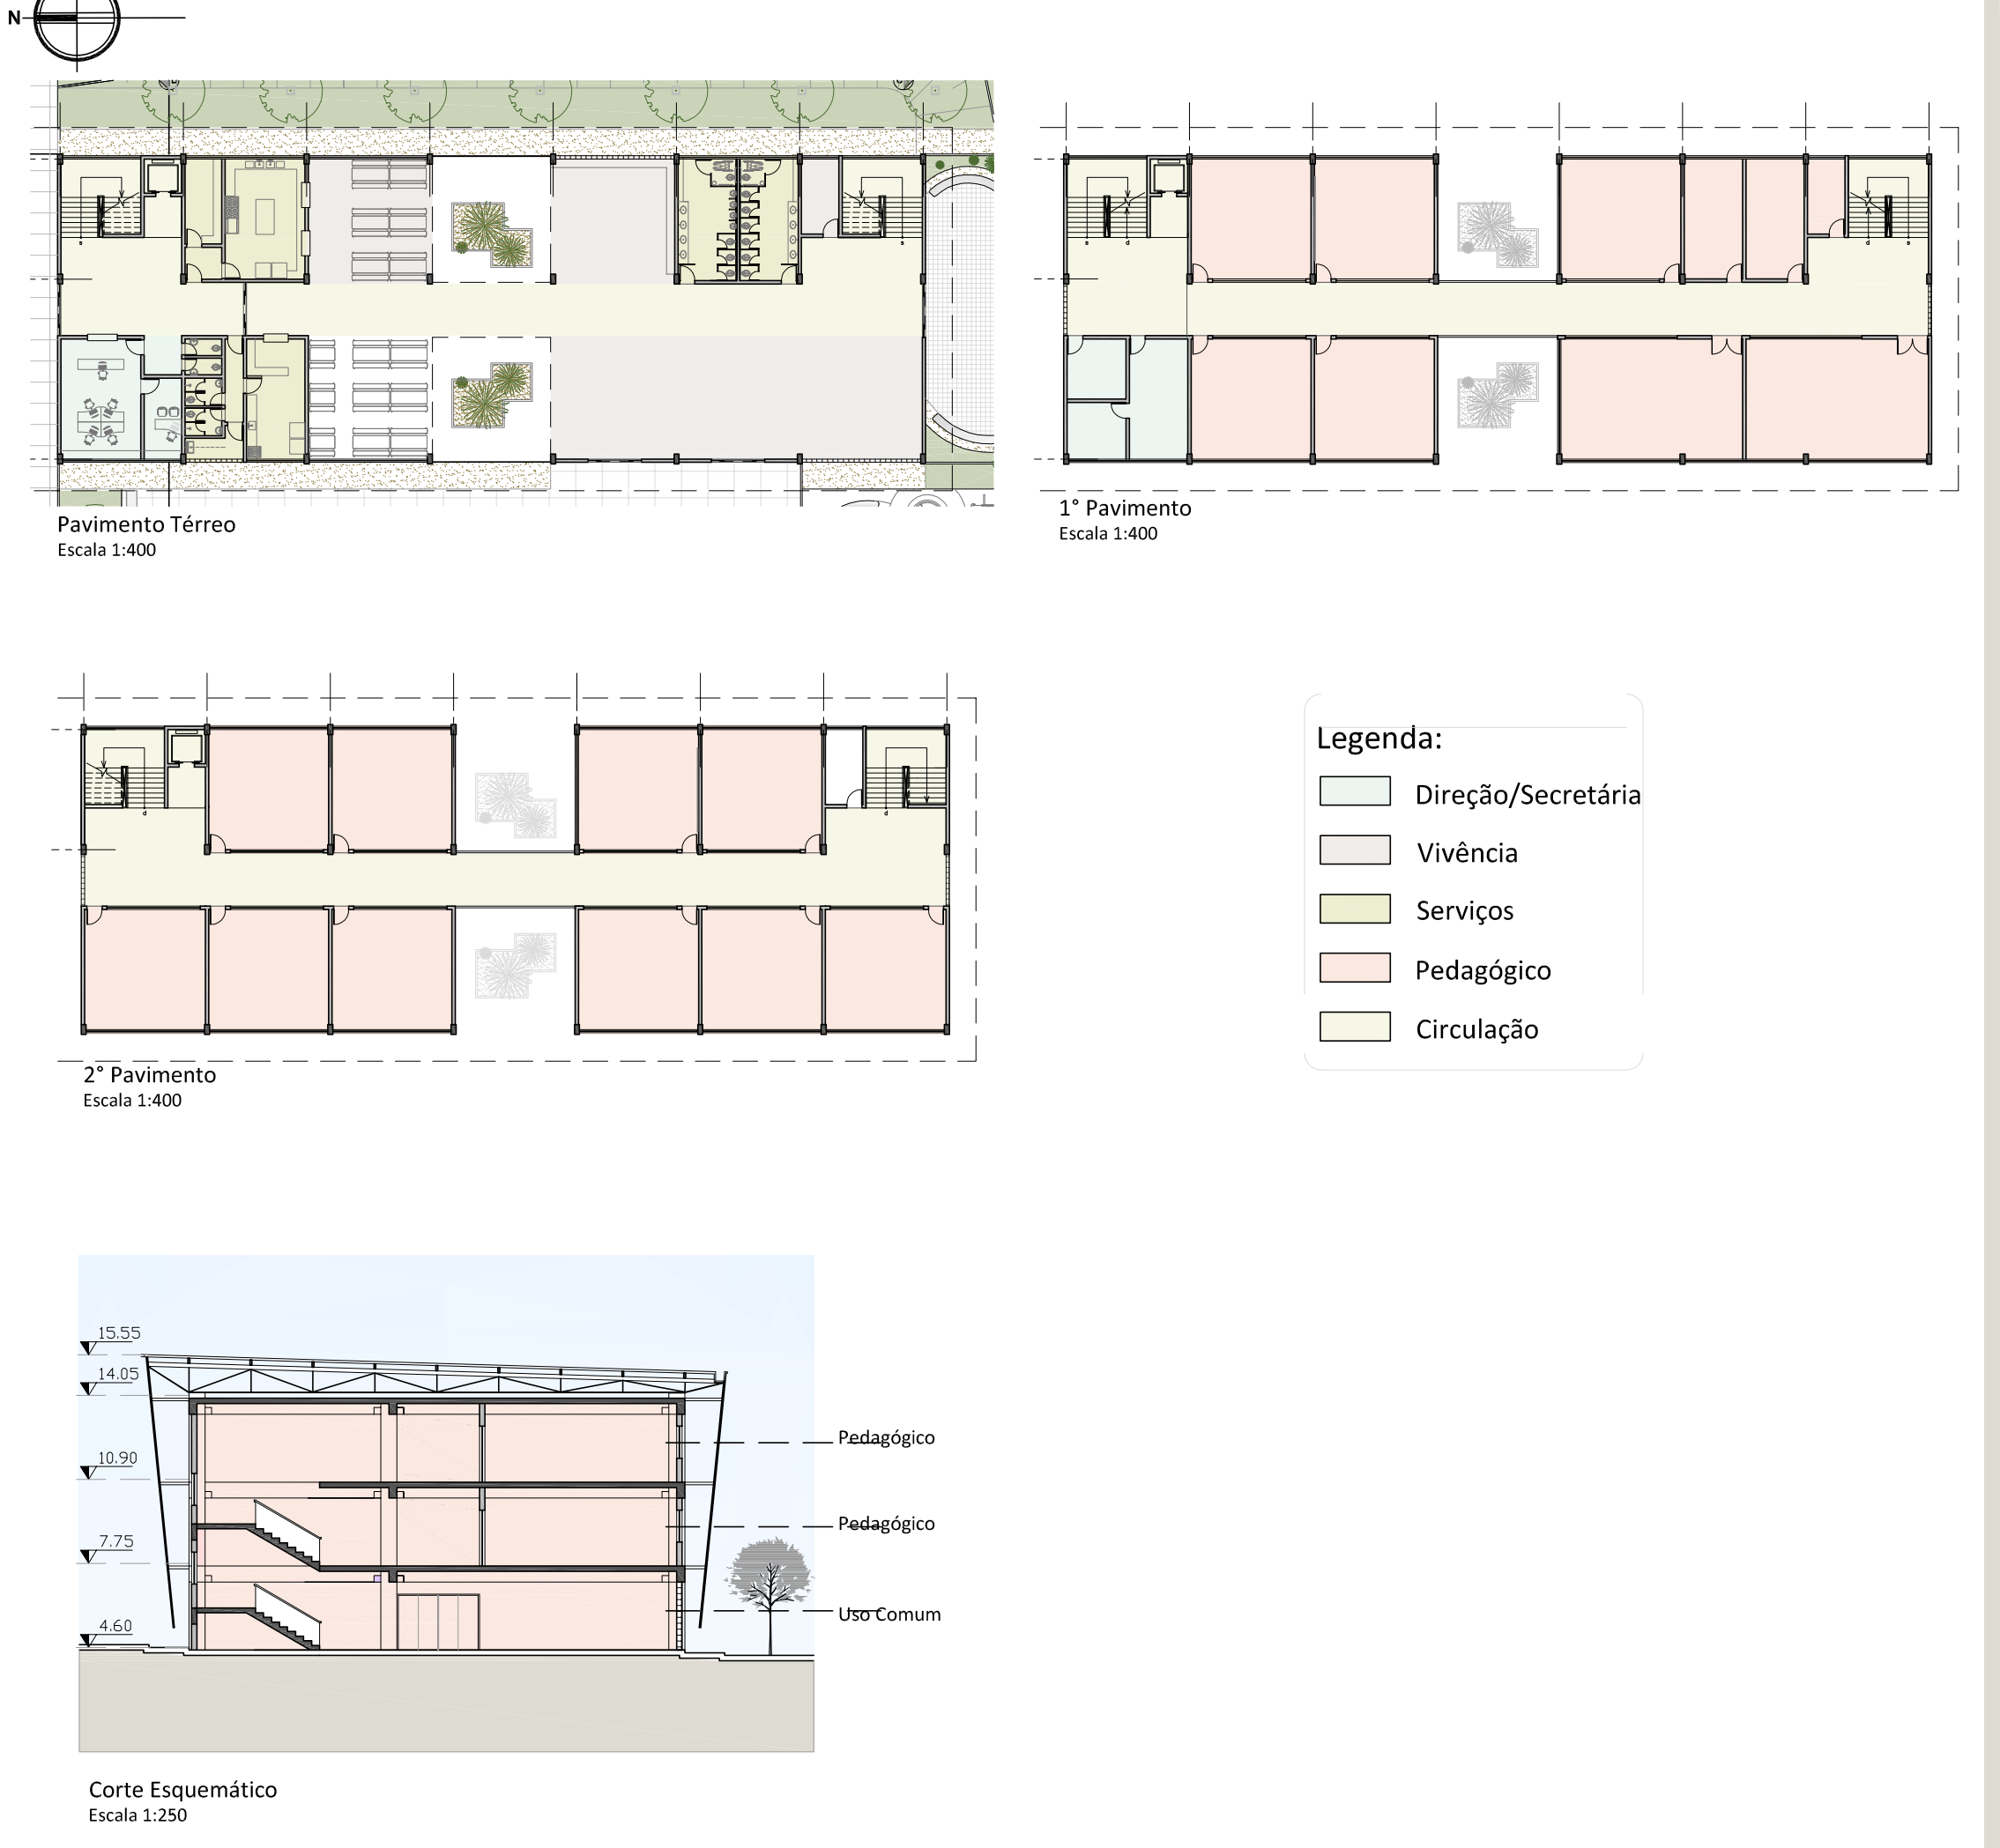 N
Pavimento Térreo
Escala 1:400
1° Pavimento
Escala 1:400
2° Pavimento
Escala 1:400
Legenda:
Direção/Secretária
Vivência
Serviços
Pedagógico
Circulação
15.55
14.05
10.90
7.75
4.60
Pedagógico
Pedagógico
Uso Comum
Corte Esquemático
Escala 1:250